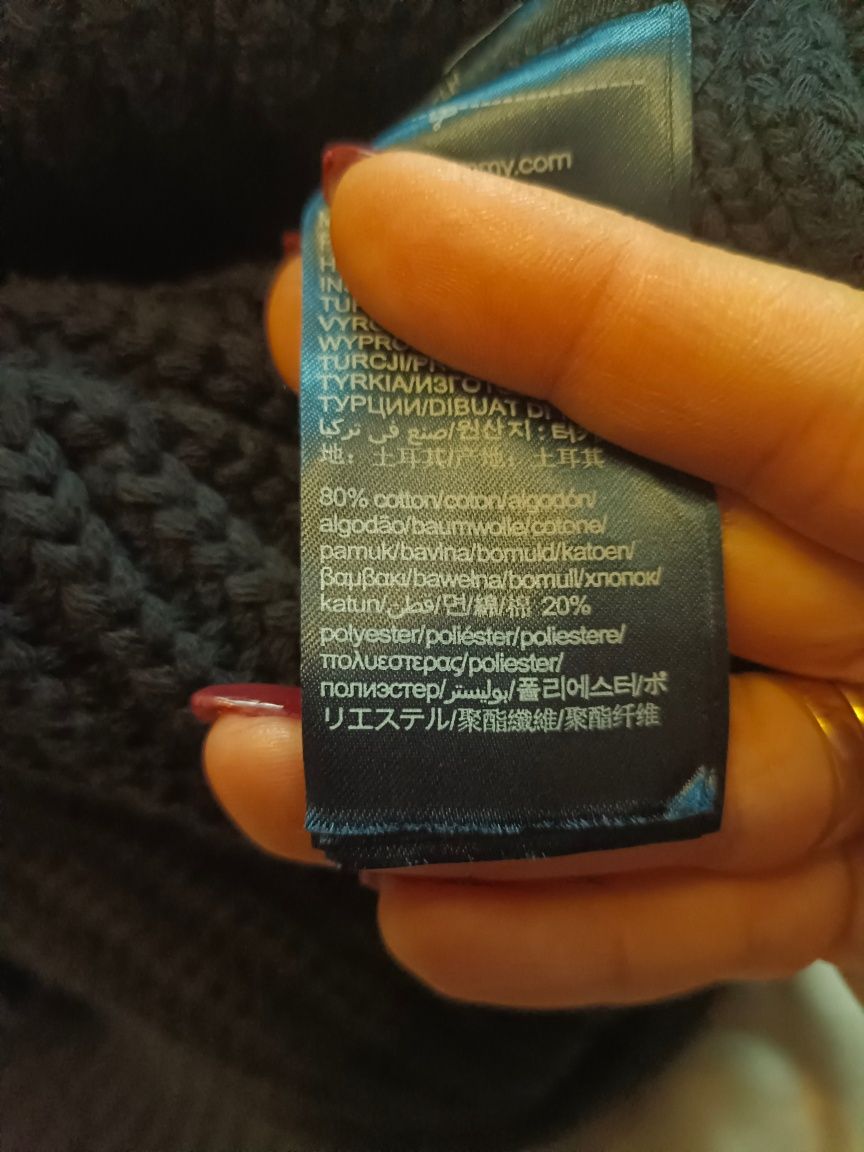 my.com
TURCJI/PR
TYRKIA/ИЗГОТО
ТУРЦИИ/DIBUAT DI
صنع في تركيا/원산지 : 터키
地： 土耳其/产地： 土耳其
80% cotton/coton/algodón/
algodão/baumwolle/cotone/
pamuk/bavlna/bomuld/katoen/
βαμβακι/bawełna/bomull/хлопок/
katun/قطن/면/綿/棉 20%
polyester/poliéster/poliestere/
πολυεστερας/poliester/
полиэстер/بوليستر/폴리에스터/ポ
リエステル/聚酯纖維/聚酯纤维